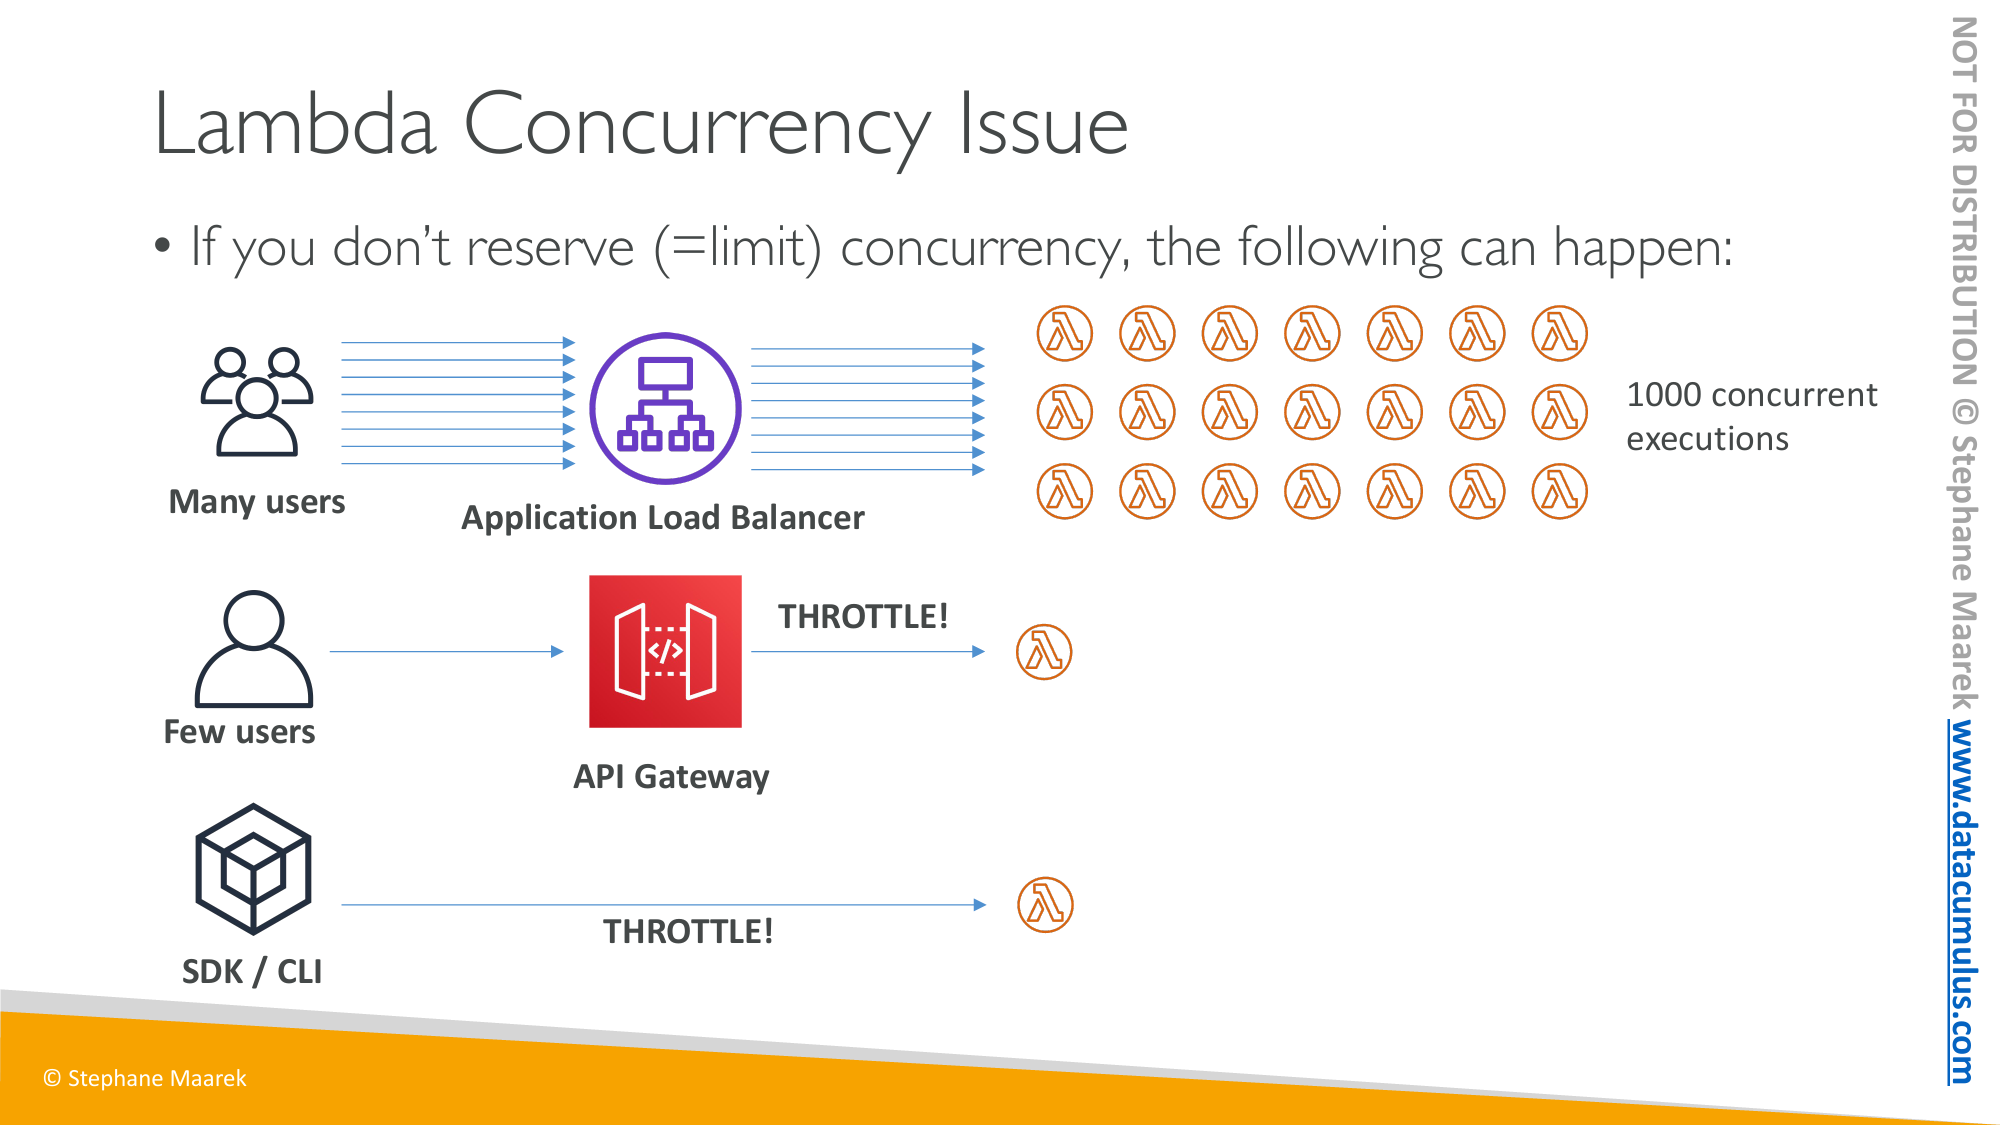 Lambda Concurrency Issue
• If you don’t reserve (=limit) concurrency, the following can happen:
Many users
Application Load Balancer
1000 concurrent
executions
Few users
THROTTLE!
</>
API Gateway
THROTTLE!
SDK / CLI
© Stephane Maarek
NOT FOR DISTRIBUTION © Stephane Maarek www.datacumulus.com